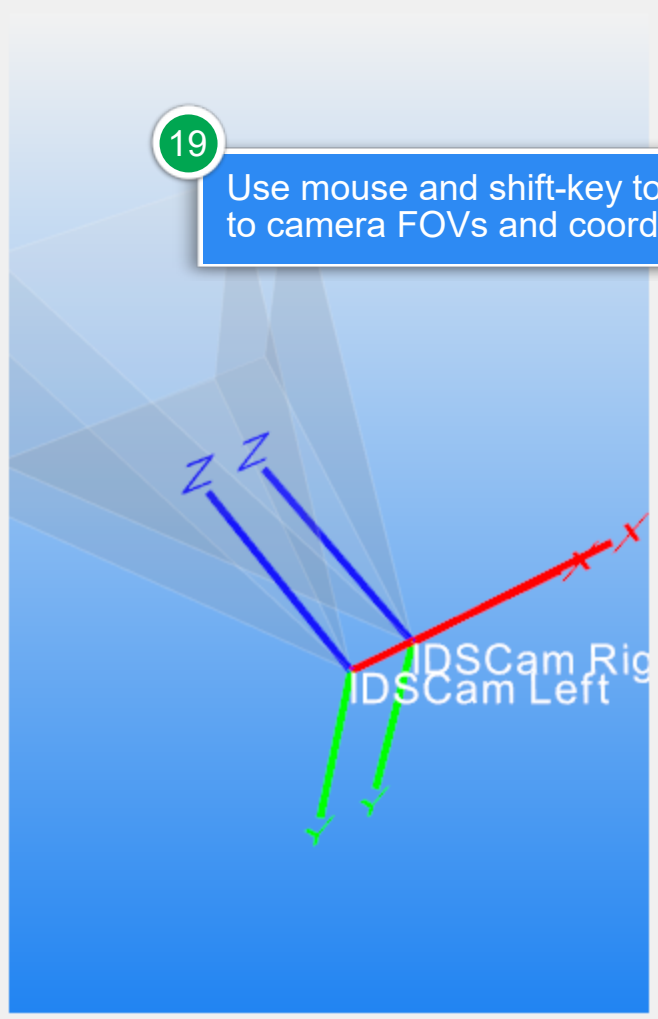 19
Use mouse and shift-key to
to camera FOVs and coord
Z Z
X X
IDSCam Rig
IDSCam Left
Y Y